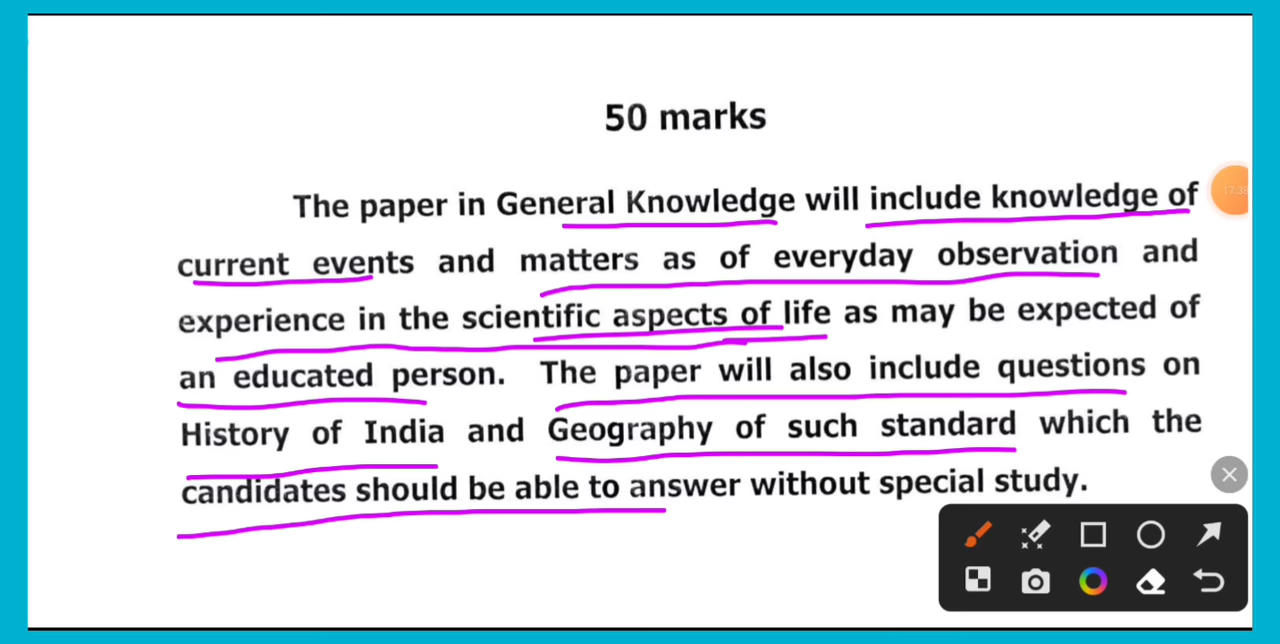 50 marks
The paper in General Knowledge will include knowledge of
current events and matters as of everyday observation and
experience in the scientific aspects of life as may be expected of
an educated person. The paper will also include questions on
History of India and Geography of such standard which the
candidates should be able to answer without special study.
17:38